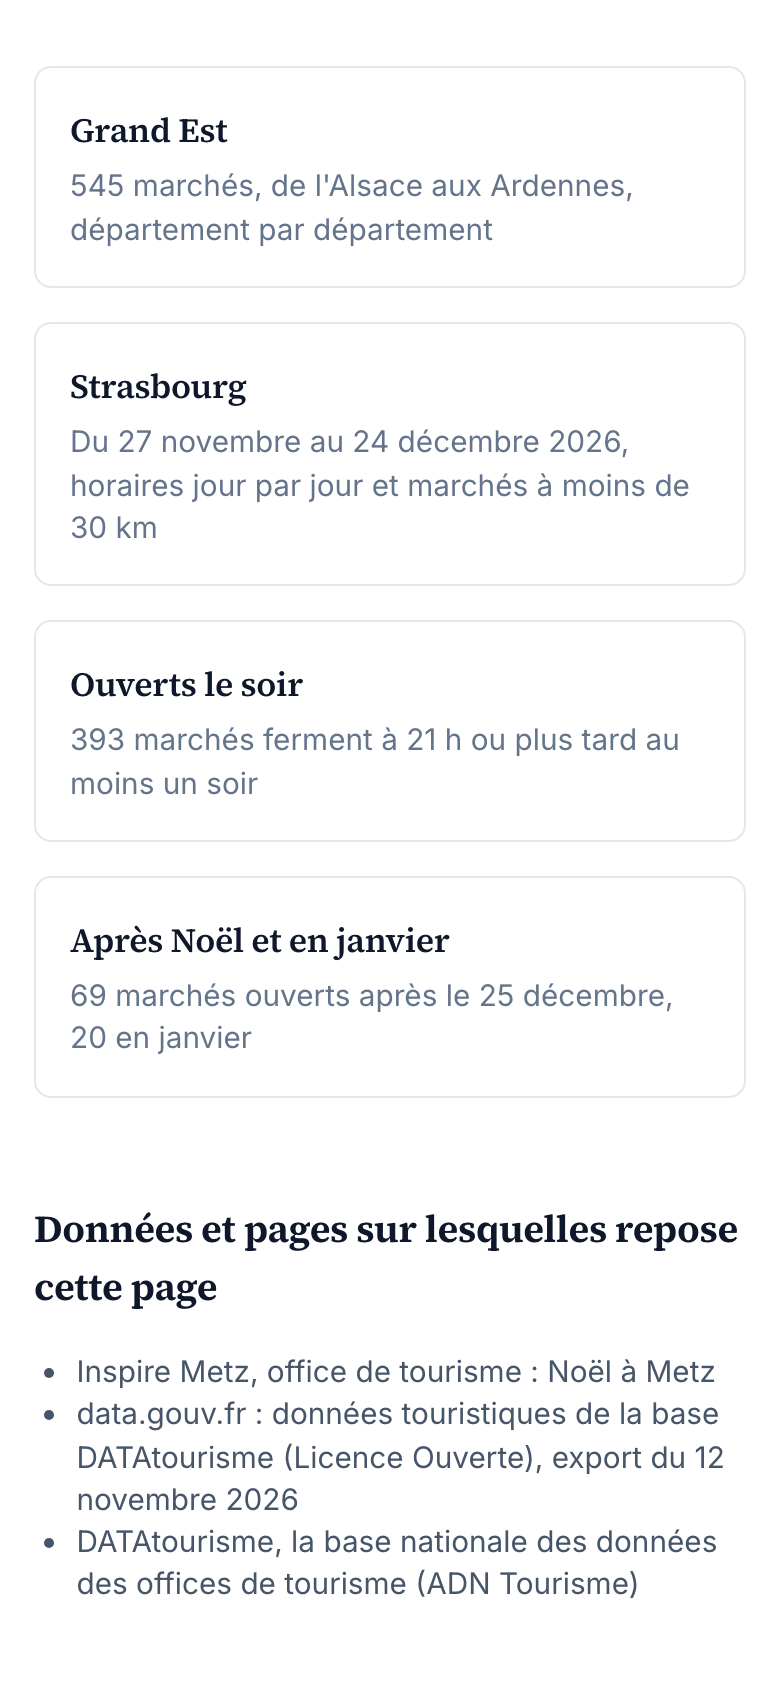 Grand Est
545 marchés, de l'Alsace aux Ardennes,
département par département
Strasbourg
Du 27 novembre au 24 décembre 2026,
horaires jour par jour et marchés à moins de
30 km
Ouverts le soir
393 marchés ferment à 21 h ou plus tard au
moins un soir
Après Noël et en janvier
69 marchés ouverts après le 25 décembre,
20 en janvier
Données et pages sur lesquelles repose
cette page
• Inspire Metz, office de tourisme : Noël à Metz
• data.gouv.fr : données touristiques de la base
DATAtourisme (Licence Ouverte), export du 12
novembre 2026
• DATAtourisme, la base nationale des données
des offices de tourisme (ADN Tourisme)